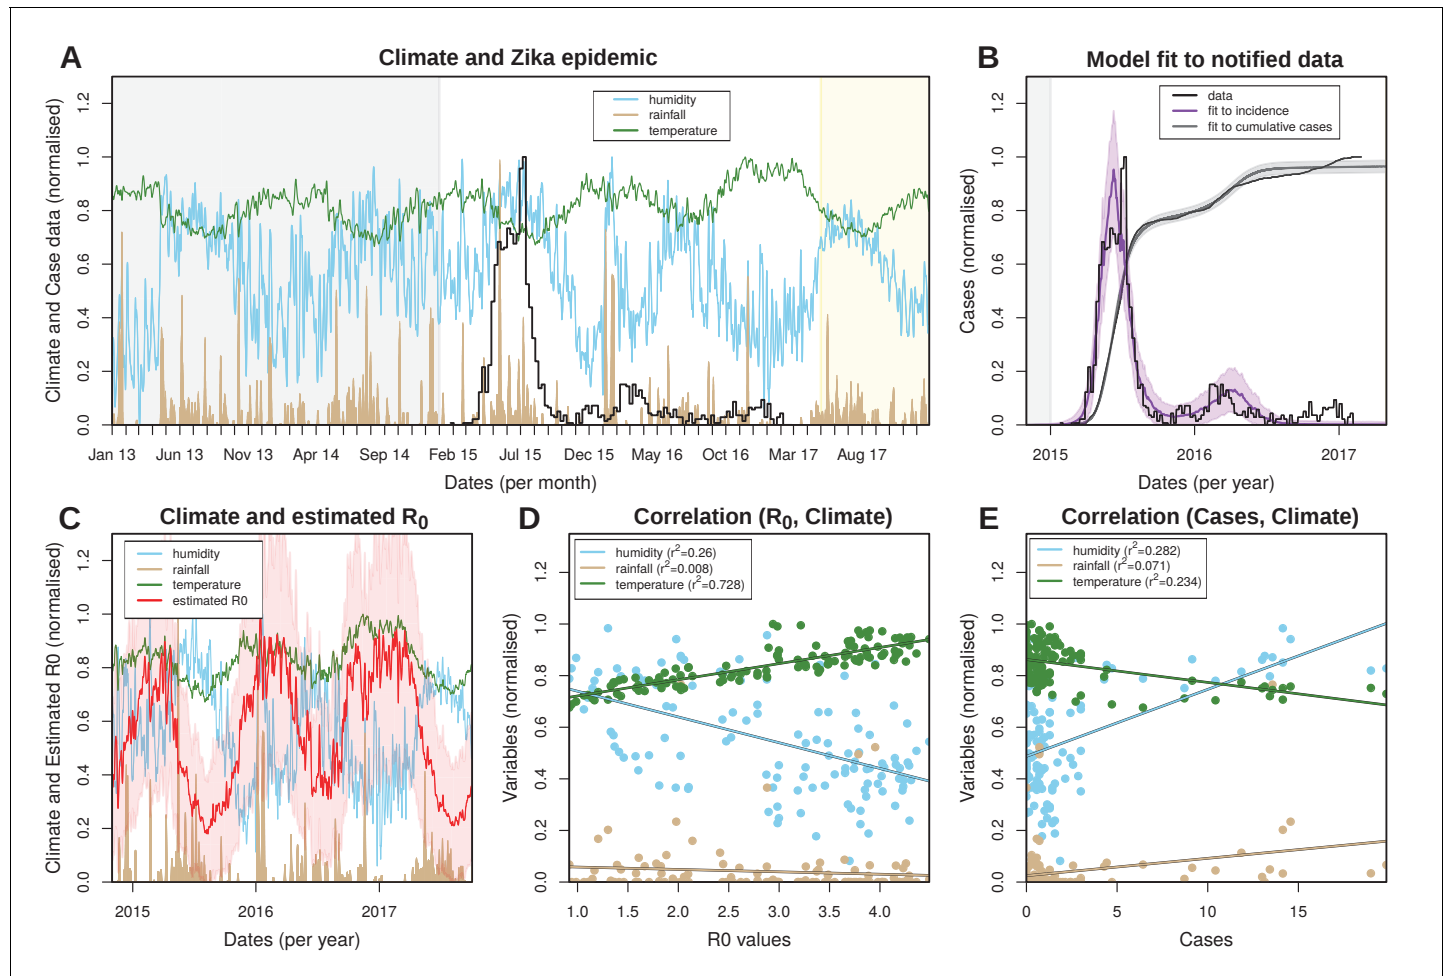 A
Climate and Zika epidemic
Climate and Case data (normalised)
1.2
1.0
0.8
0.6
0.4
0.2
0.0
humidity
rainfall
temperature
Jan 13 Jun 13 Nov 13 Apr 14 Sep 14 Feb 15 Jul 15 Dec 15 May 16 Oct 16 Mar 17 Aug 17
Dates (per month)
B
Model fit to notified data
Cases (normalised)
1.2
1.0
0.8
0.6
0.4
0.2
0.0
data
fit to incidence
fit to cumulative cases
2015 2016 2017
Dates (per year)
C
Climate and estimated R0
Climate and Estimated R0 (normalised)
1.2
1.0
0.8
0.6
0.4
0.2
0.0
humidity
rainfall
temperature
estimated R0
2015 2016 2017
Dates (per year)
D
Correlation (R0, Climate)
Variables (normalised)
1.2
1.0
0.8
0.6
0.4
0.2
0.0
humidity (r2=0.26)
rainfall (r2=0.008)
temperature (r2=0.728)
1.0 1.5 2.0 2.5 3.0 3.5 4.0
R0 values
E
Correlation (Cases, Climate)
Variables (normalised)
1.2
1.0
0.8
0.6
0.4
0.2
0.0
humidity (r2=0.282)
rainfall (r2=0.071)
temperature (r2=0.234)
0 5 10 15
Cases